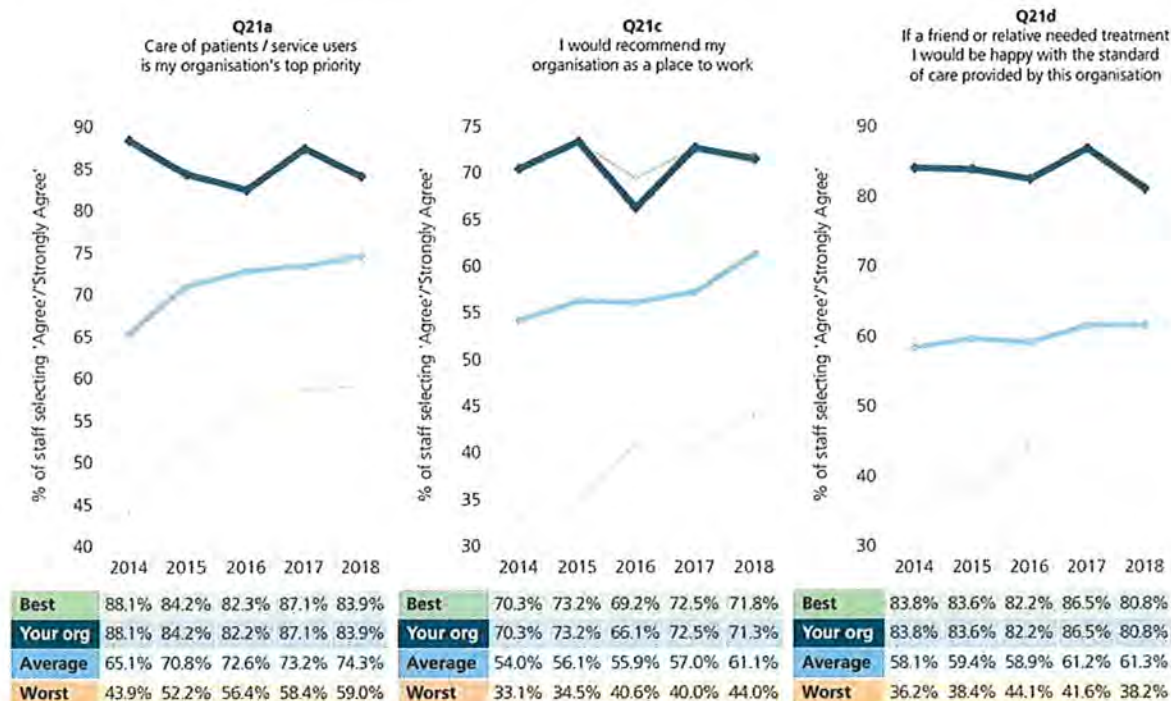 Q21a
Care of patients / service users
is my organisation's top priority
% of staff selecting 'Agree'/'Strongly Agree'
90
85
80
75
70
65
60
55
50
45
40
2014 2015 2016 2017 2018
Best 88.1% 84.2% 82.3% 87.1% 83.9%
Your org 88.1% 84.2% 82.2% 87.1% 83.9%
Average 65.1% 70.8% 72.6% 73.2% 74.3%
Worst 43.9% 52.2% 56.4% 58.4% 59.0%
Q21c
I would recommend my
organisation as a place to work
% of staff selecting 'Agree'/'Strongly Agree'
75
70
65
60
55
50
45
40
35
30
2014 2015 2016 2017 2018
Best 70.3% 73.2% 69.2% 72.5% 71.8%
Your org 70.3% 73.2% 66.1% 72.5% 71.3%
Average 54.0% 56.1% 55.9% 57.0% 61.1%
Worst 33.1% 34.5% 40.6% 40.0% 44.0%
Q21d
If a friend or relative needed treatment
I would be happy with the standard
of care provided by this organisation
% of staff selecting 'Agree'/'Strongly Agree'
90
80
70
60
50
40
30
2014 2015 2016 2017 2018
Best 83.8% 83.6% 82.2% 86.5% 80.8%
Your org 83.8% 83.6% 82.2% 86.5% 80.8%
Average 58.1% 59.4% 58.9% 61.2% 61.3%
Worst 36.2% 38.4% 44.1% 41.6% 38.2%